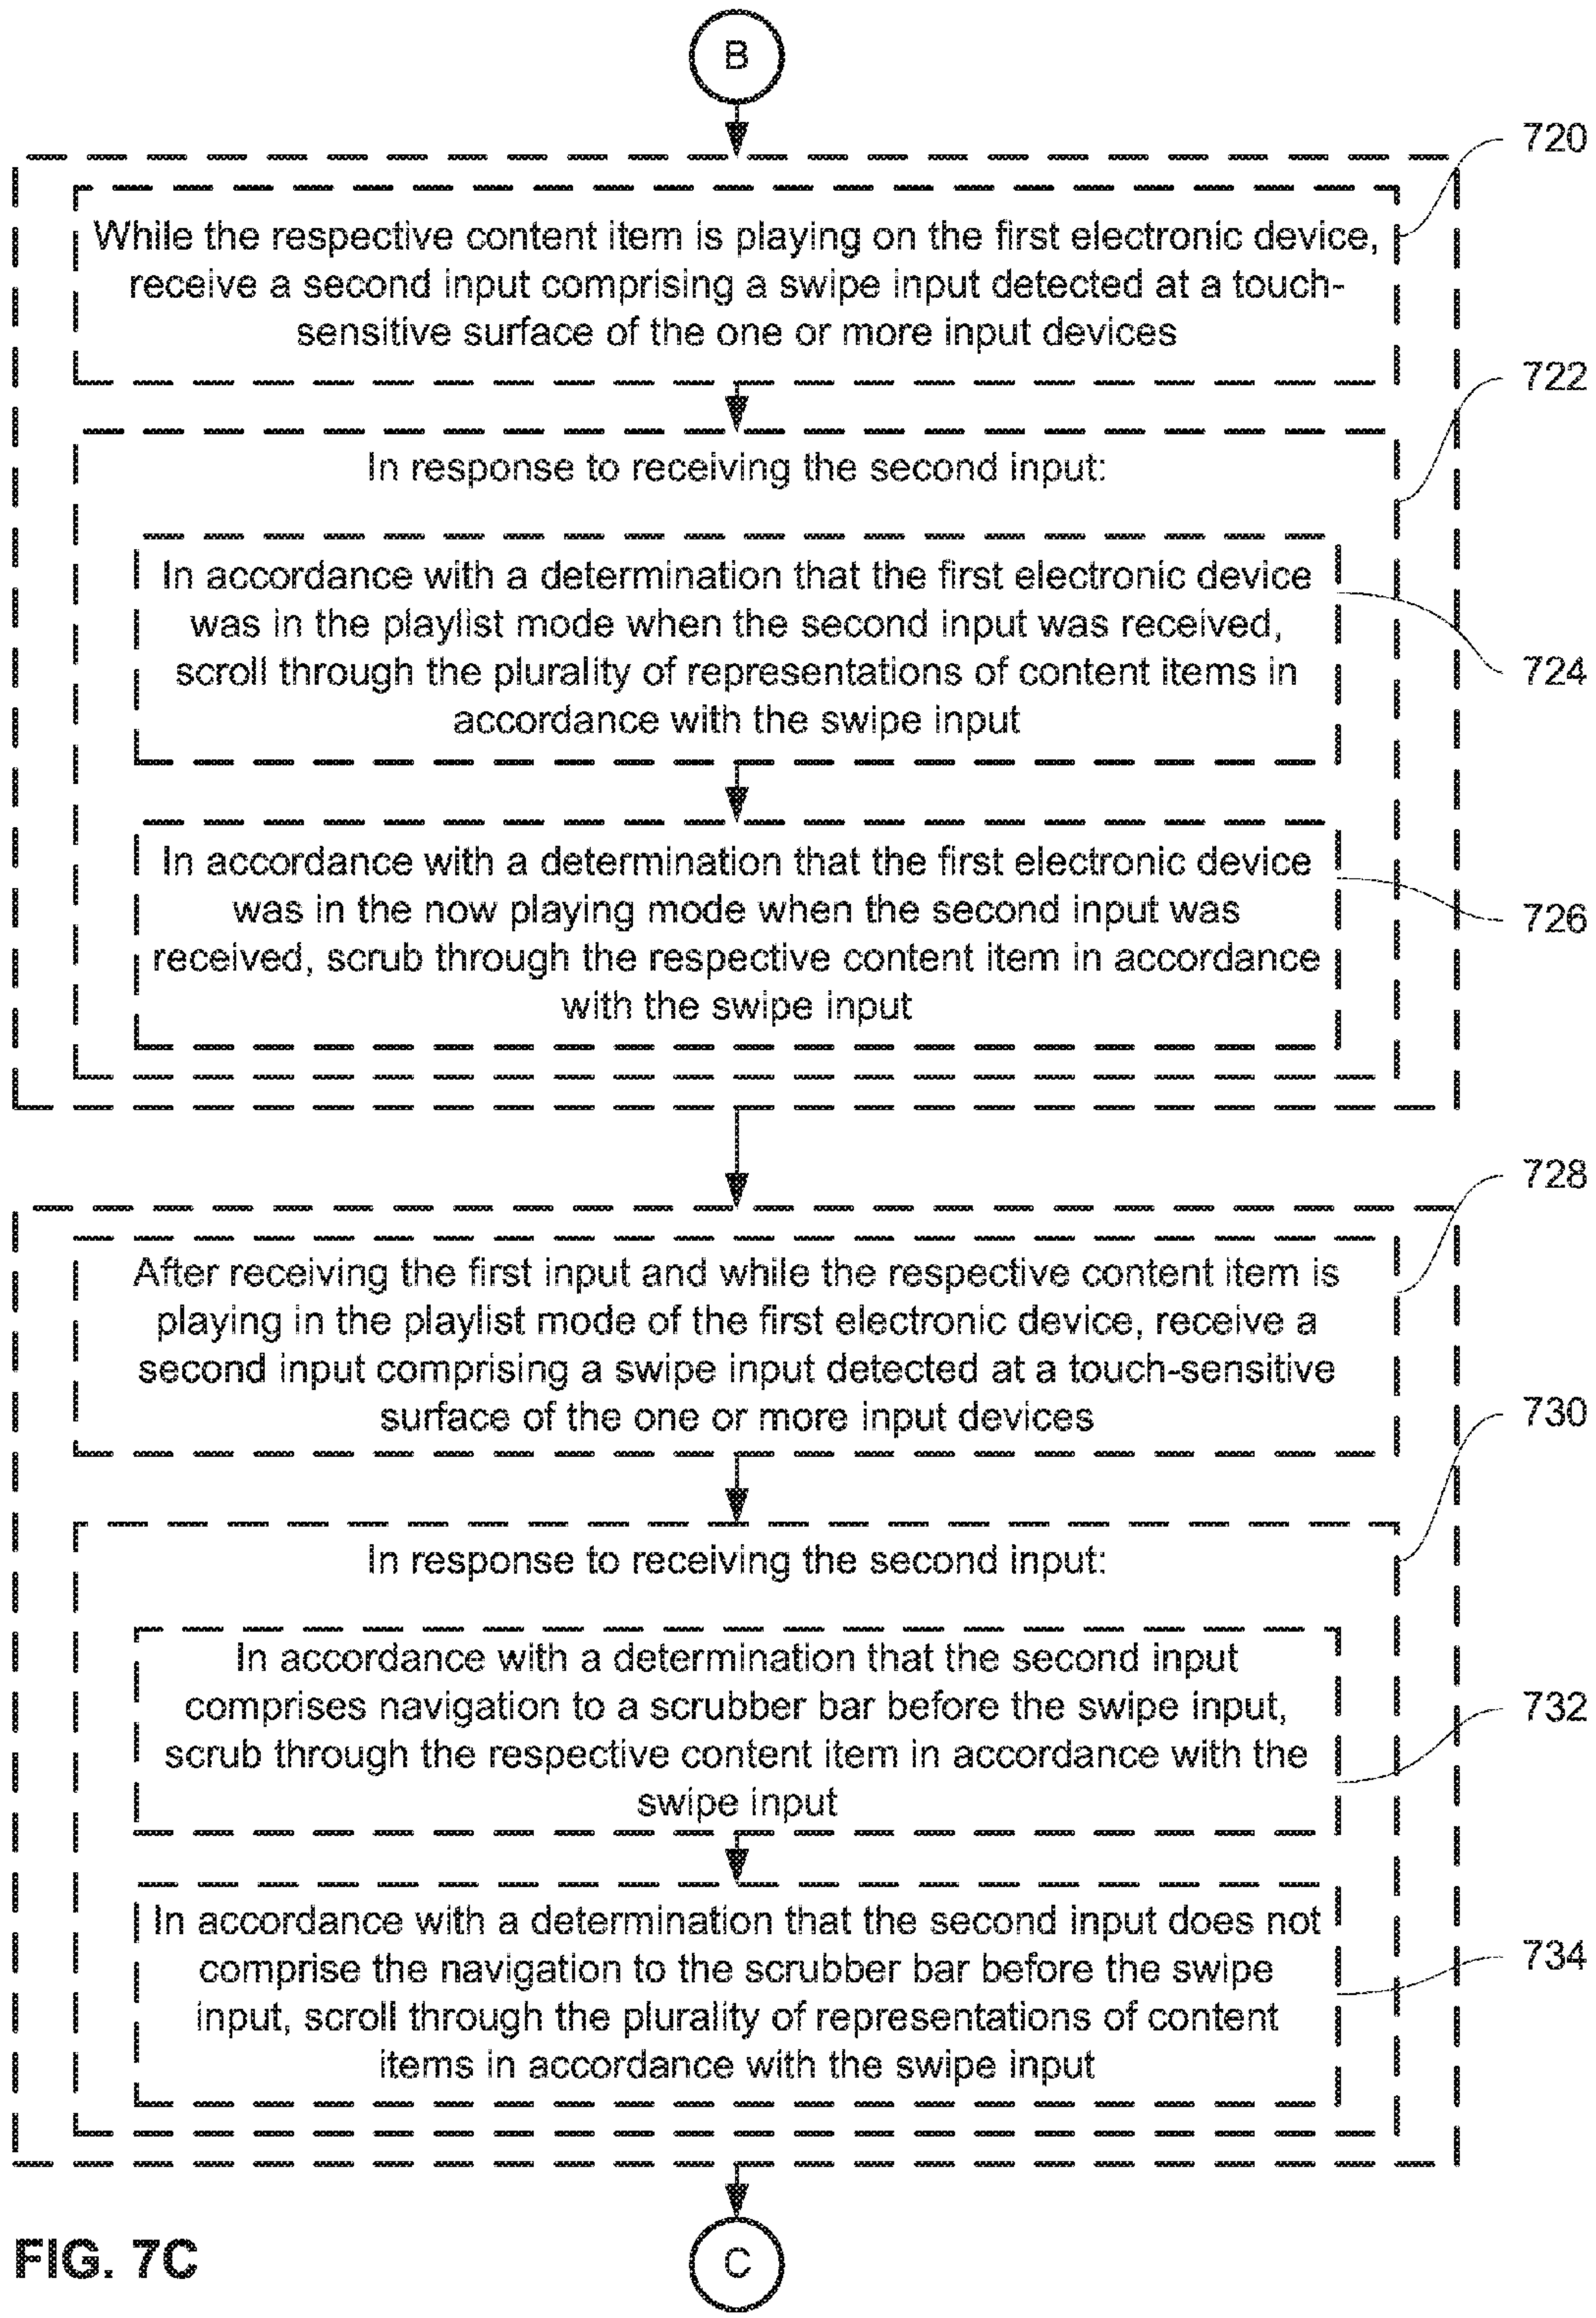 B
720
While the respective content item is playing on the first electronic device,
receive a second input comprising a swipe input detected at a touch-
sensitive surface of the one or more input devices
722
In response to receiving the second input:
In accordance with a determination that the first electronic device
was in the playlist mode when the second input was received,
scroll through the plurality of representations of content items in
accordance with the swipe input
724
In accordance with a determination that the first electronic device
was in the now playing mode when the second input was
received, scrub through the respective content item in accordance
with the swipe input
726
728
After receiving the first input and while the respective content item is
playing in the playlist mode of the first electronic device, receive a
second input comprising a swipe input detected at a touch-sensitive
surface of the one or more input devices
730
In response to receiving the second input:
In accordance with a determination that the second input
comprises navigation to a scrubber bar before the swipe input,
scrub through the respective content item in accordance with the
swipe input
732
In accordance with a determination that the second input does not
comprise the navigation to the scrubber bar before the swipe
input, scroll through the plurality of representations of content
items in accordance with the swipe input
734
FIG. 7C
C